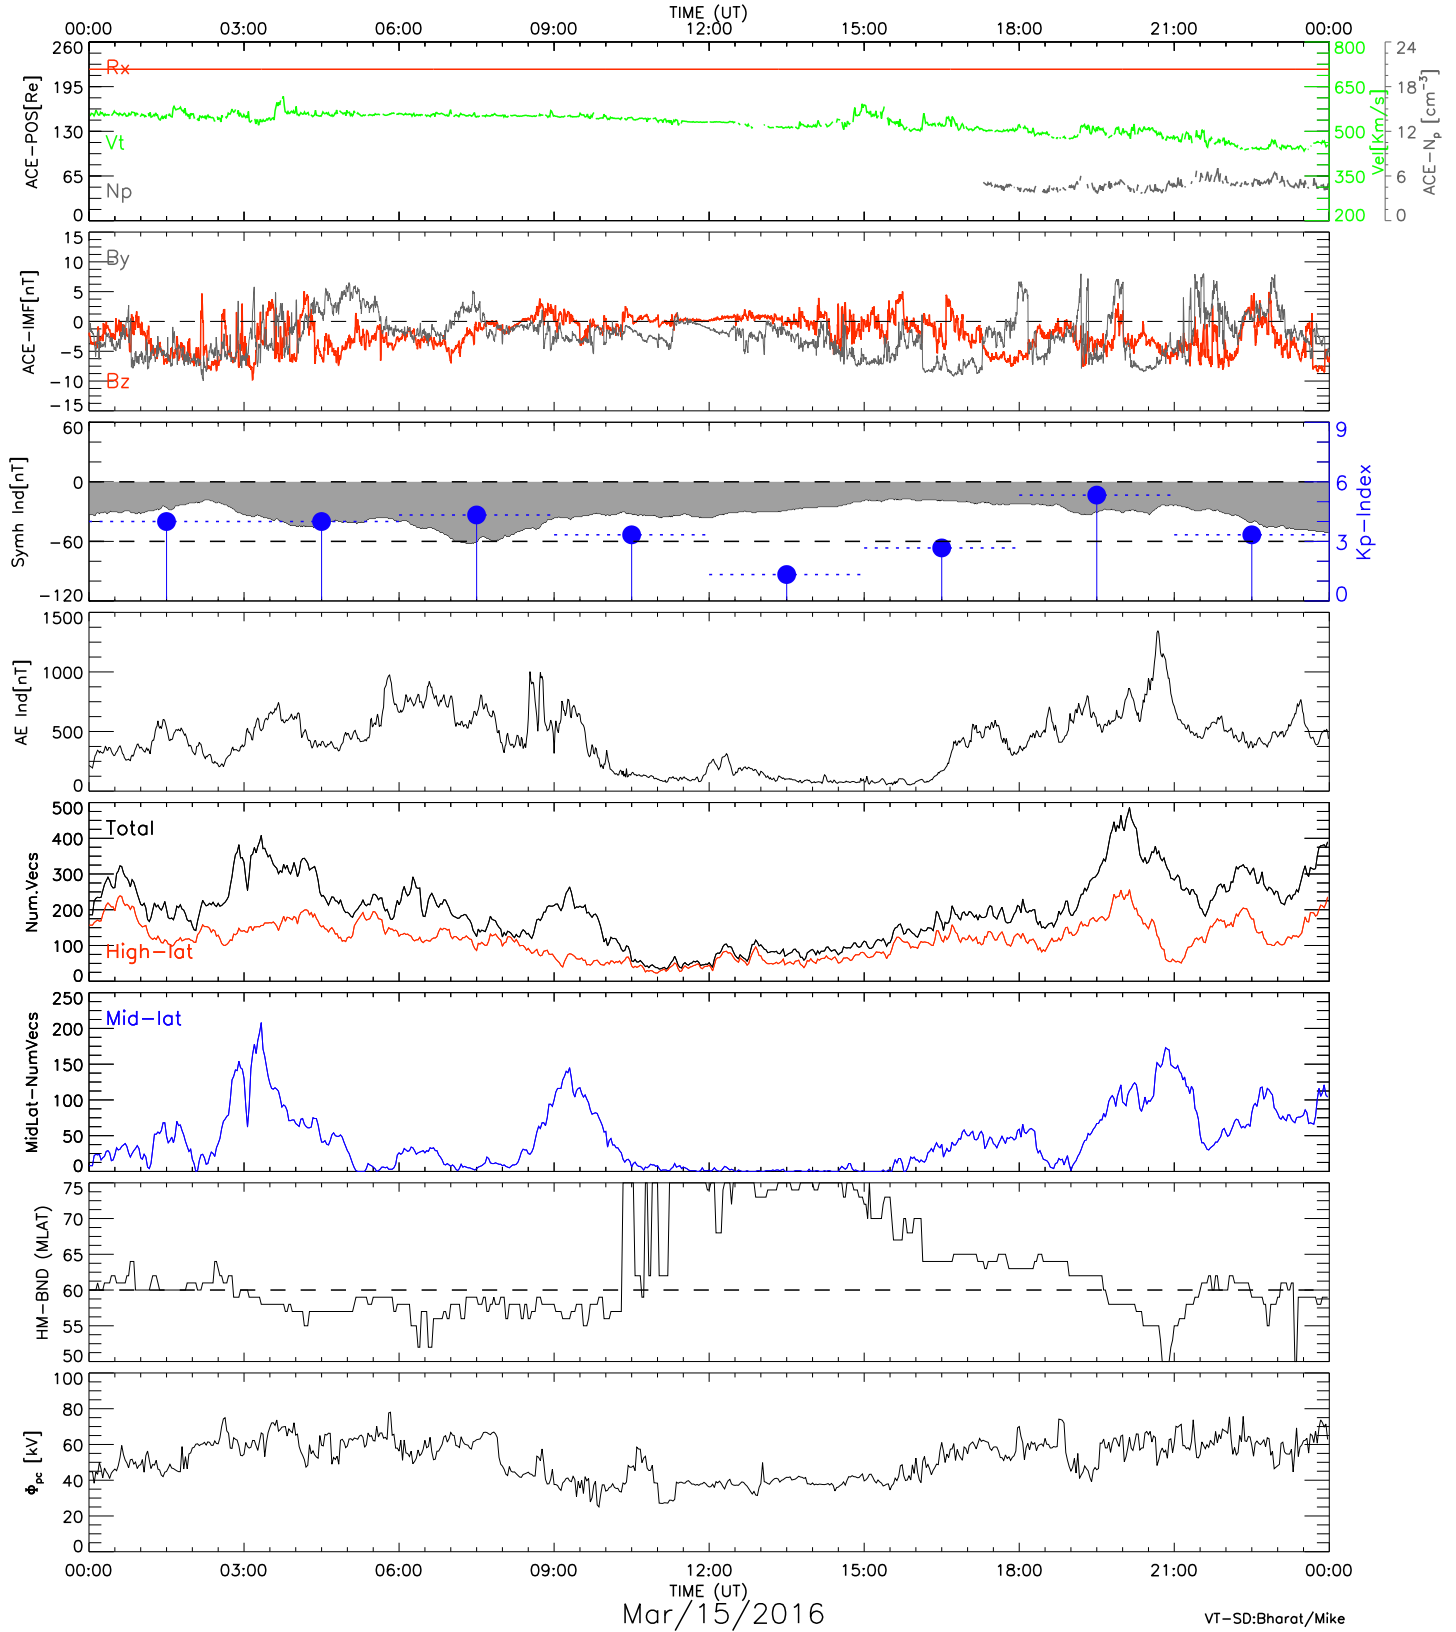 TIME (UT)
00:00 03:00 06:00 09:00 12:00 15:00 18:00 21:00 00:00
ACE-POS[Re]
260
195
130
65
0
Rx
Vt
Np
800
650
500
350
200
Vel[Km/s]
24
18
12
6
0
ACE-Np [cm-3]
ACE-IMF[nT]
15
10
5
0
-5
-10
-15
By
Bz
Symh Ind[nT]
60
0
-60
-120
9
6
3
0
Kp-Index
AE Ind[nT]
1500
1000
500
0
Num.Vecs
500
400
300
200
100
0
Total
High-lat
MidLat-NumVecs
250
200
150
100
50
0
Mid-lat
HM-BND (MLAT)
75
70
65
60
55
50
Φpc [kV]
100
80
60
40
20
0
00:00 03:00 06:00 09:00 12:00 15:00 18:00 21:00 00:00
TIME (UT)
Mar/15/2016
VT-SD:Bharat/Mike